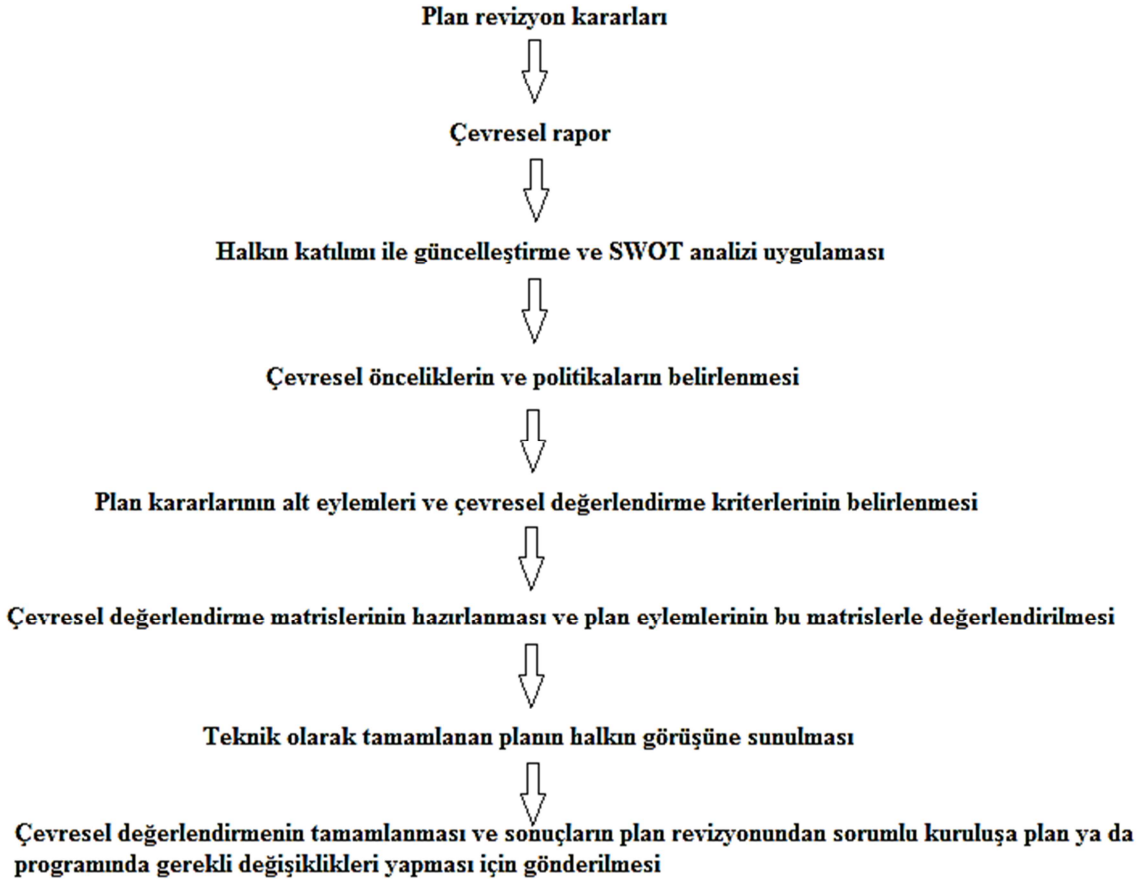 Plan revizyon kararları
Çevresel rapor
Halkın katılımı ile güncelleştirme ve SWOT analizi uygulaması
Çevresel önceliklerin ve politikaların belirlenmesi
Plan kararlarının alt eylemleri ve çevresel değerlendirme kriterlerinin belirlenmesi
Çevresel değerlendirme matrislerinin hazırlanması ve plan eylemlerinin bu matrislerle değerlendirilmesi
Teknik olarak tamamlanan planın halkın görüşüne sunulması
Çevresel değerlendirmenin tamamlanması ve sonuçların plan revizyonundan sorumlu kuruluşa plan ya da
programında gerekli değişiklikleri yapması için gönderilmesi